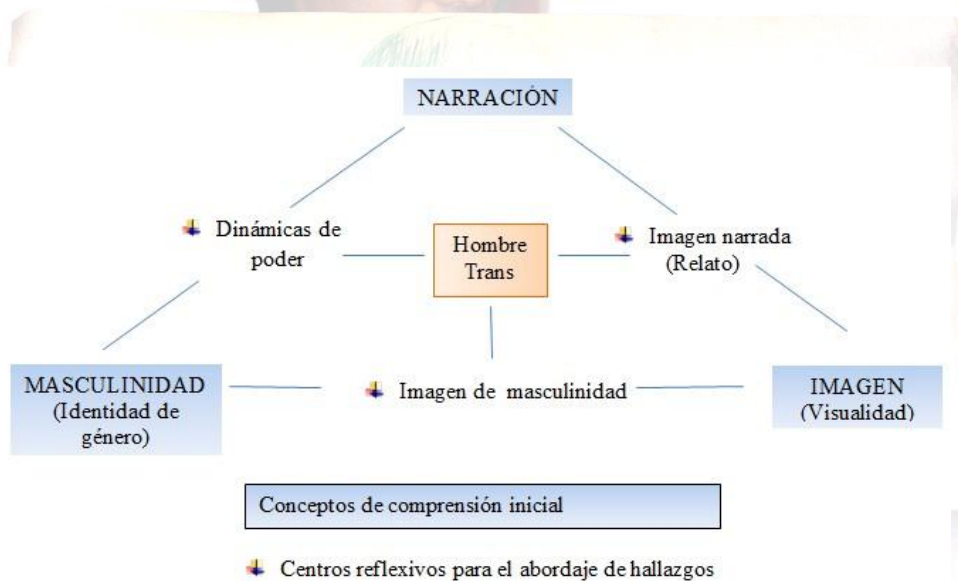 NARRACIÓN
Dinámicas de
poder
Hombre
Trans
Imagen narrada
(Relato)
MASCULINIDAD
(Identidad de
género)
Imagen de masculinidad
IMAGEN
(Visualidad)
Conceptos de comprensión inicial
Centros reflexivos para el abordaje de hallazgos